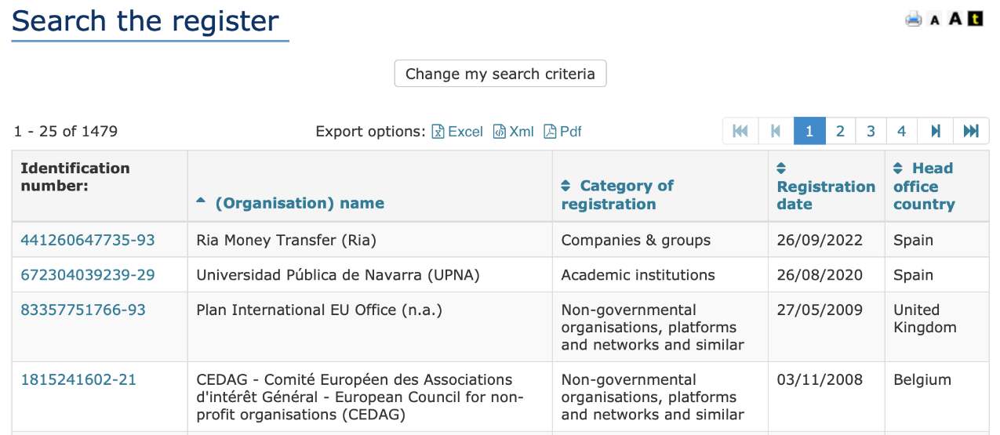 Search the register
A A t
Change my search criteria
1 - 25 of 1479
Export options: Excel Xml Pdf
1 2 3 4
Identification
number:
(Organisation) name
Category of
registration
Registration
date
Head
office
country
441260647735-93 Ria Money Transfer (Ria) Companies & groups 26/09/2022 Spain
672304039239-29 Universidad Pública de Navarra (UPNA) Academic institutions 26/08/2020 Spain
83357751766-93 Plan International EU Office (n.a.) Non-governmental 27/05/2009 United
organisations, platforms Kingdom
and networks and similar
1815241602-21 CEDAG - Comité Européen des Associations Non-governmental 03/11/2008 Belgium
d'intérêt Général - European Council for non- organisations, platforms
profit organisations (CEDAG) and networks and similar